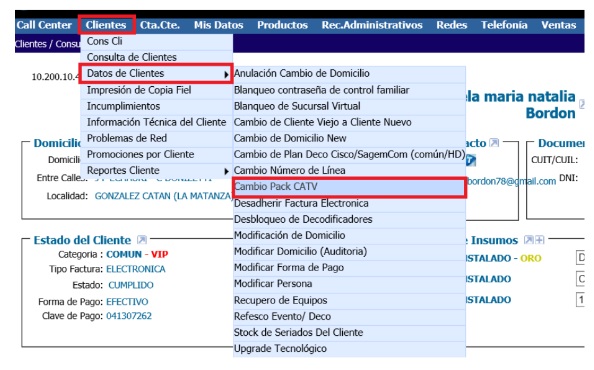 Call Center Clientes Cta.Cte. Mis Datos Productos Rec.Administrativos Redes Telefonía Ventas
Clientes / Consu
Cons Cli
Consulta de Clientes
Datos de Clientes
Impresión de Copia Fiel
Incumplimientos
Información Técnica del Cliente
Problemas de Red
Promociones por Cliente
Reportes Cliente
Anulación Cambio de Domicilio
Blanqueo contraseña de control familiar
Blanqueo de Sucursal Virtual
Cambio de Cliente Viejo a Cliente Nuevo
Cambio de Domicilio New
Cambio de Plan Deco Cisco/SagemCom (común/HD)
Cambio Número de Línea
Cambio Pack CATV
Desadherir Factura Electronica
Desbloqueo de Decodificadores
Modificación de Domicilio
Modificar Domicilio (Auditoria)
Modificar Forma de Pago
Modificar Persona
Recupero de Equipos
Refesco Evento/ Deco
Stock de Seriados Del Cliente
Upgrade Tecnológico
10.200.10.4
la maria natalia
Bordon
Domicilio
Domicili
Entre Calles:
Localidad: GONZALEZ CATAN (LA MATANZA)
acto
bordon78@gmail.com
Documen
CUIT/CUIL:
DNI:
Estado del Cliente
Categoria : COMUN - VIP
Tipo Factura: ELECTRONICA
Estado: CUMPLIDO
Forma de Pago: EFECTIVO
Clave de Pago: 041307262
e Insumos
NSTALADO - ORO
NSTALADO
NSTALADO